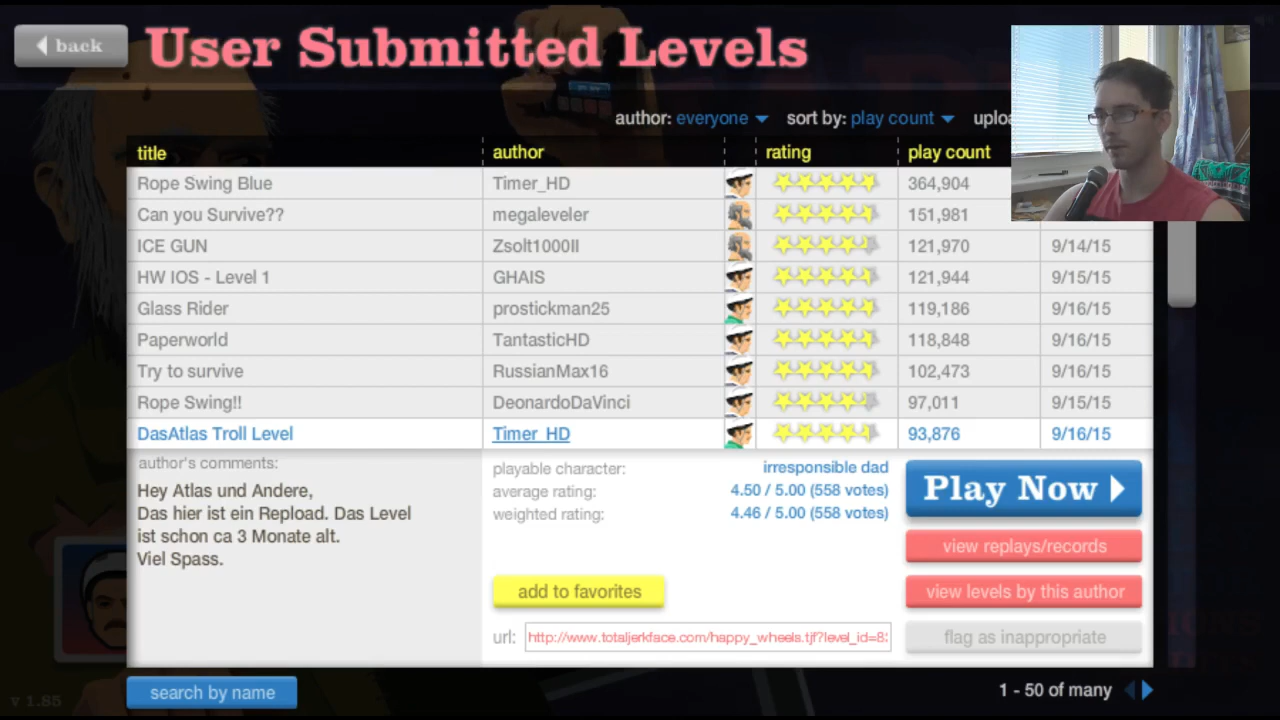 back
User Submitted Levels
author: everyone sort by: play count uplo
title author rating play count
Rope Swing Blue Timer_HD 364,904
Can you Survive?? megaleveler 151,981
ICE GUN Zsolt1000II 121,970 9/14/15
HW IOS - Level 1 GHAIS 121,944 9/15/15
Glass Rider prostickman25 119,186 9/16/15
Paperworld TantasticHD 118,848 9/16/15
Try to survive RussianMax16 102,473 9/16/15
Rope Swing!! DeonardoDaVinci 97,011 9/15/15
DasAtlas Troll Level Timer_HD 93,876 9/16/15
author's comments:
Hey Atlas und Andere,
Das hier ist ein Repload. Das Level
ist schon ca 3 Monate alt.
Viel Spass.
playable character: irresponsible dad
average rating: 4.50 / 5.00 (558 votes)
weighted rating: 4.46 / 5.00 (558 votes)
add to favorites
url: http://www.totaljerkface.com/happy_wheels.tjf?level_id=8
Play Now
view replays/records
view levels by this author
flag as inappropriate
v 1.85
search by name
1 - 50 of many